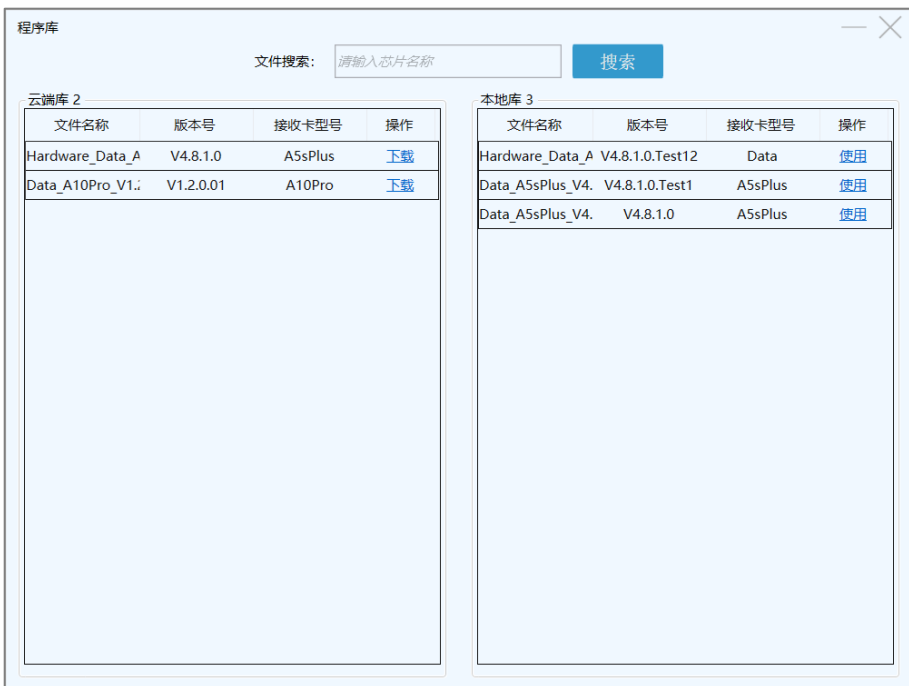 程序库
文件搜索： 请输入芯片名称 搜索
云端库 2
文件名称 版本号 接收卡型号 操作
Hardware_Data_A V4.8.1.0 A5sPlus 下载
Data_A10Pro_V1.2 V1.2.0.01 A10Pro 下载
本地库 3
文件名称 版本号 接收卡型号 操作
Hardware_Data_A V4.8.1.0.Test12 Data 使用
Data_A5sPlus_V4. V4.8.1.0.Test1 A5sPlus 使用
Data_A5sPlus_V4. V4.8.1.0 A5sPlus 使用